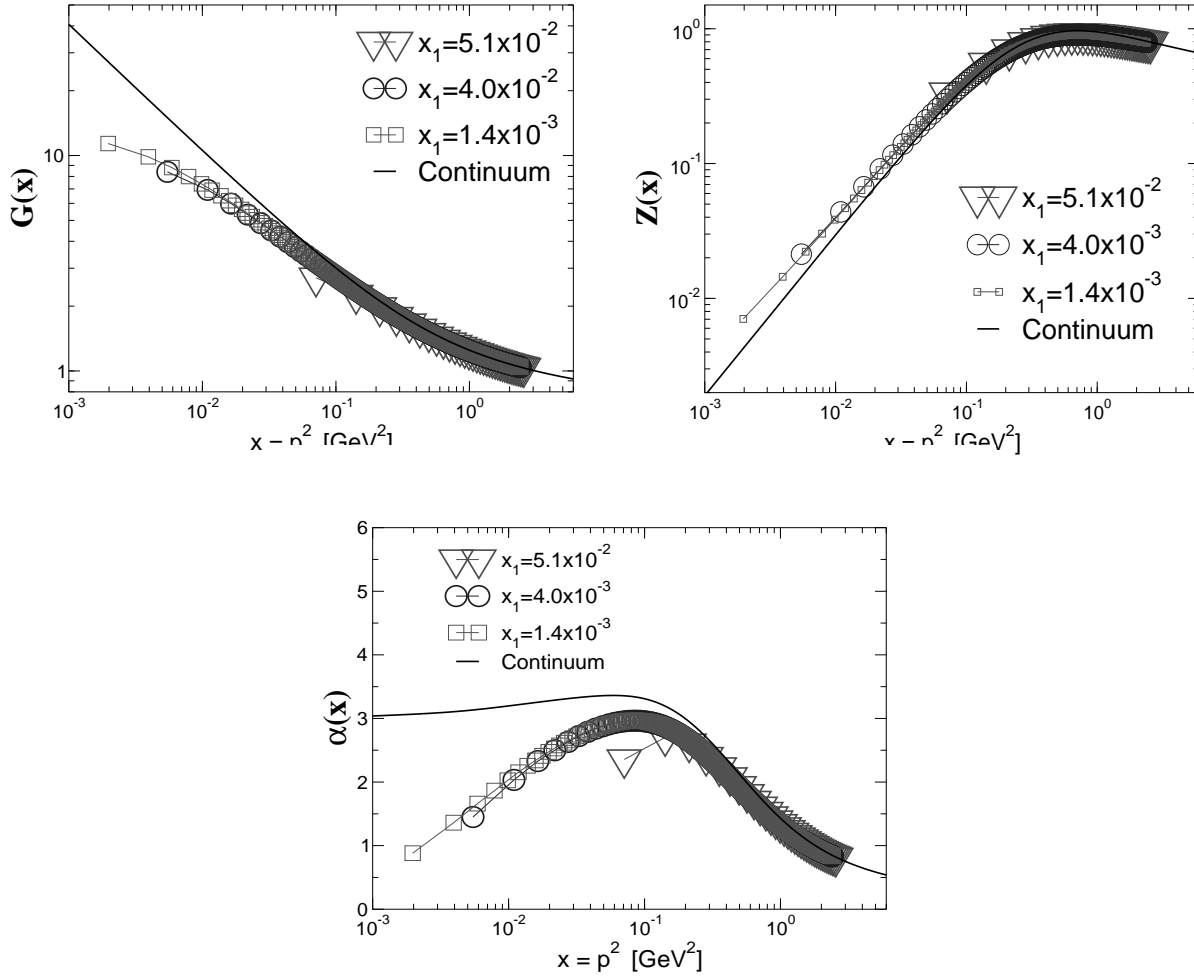 x₁=5.1x10⁻²
x₁=4.0x10⁻²
x₁=1.4x10⁻³
Continuum
G(x)
10
1
10⁻³ 10⁻² 10⁻¹ 10⁰
x = p² [GeV²]
10⁰
10⁻¹
10⁻²
Z(x)
x₁=5.1x10⁻²
x₁=4.0x10⁻³
x₁=1.4x10⁻³
Continuum
10⁻³ 10⁻² 10⁻¹ 10⁰
x = p² [GeV²]
6
5
4
3
2
1
0
α(x)
x₁=5.1x10⁻²
x₁=4.0x10⁻³
x₁=1.4x10⁻³
Continuum
10⁻³ 10⁻² 10⁻¹ 10⁰
x = p² [GeV²]